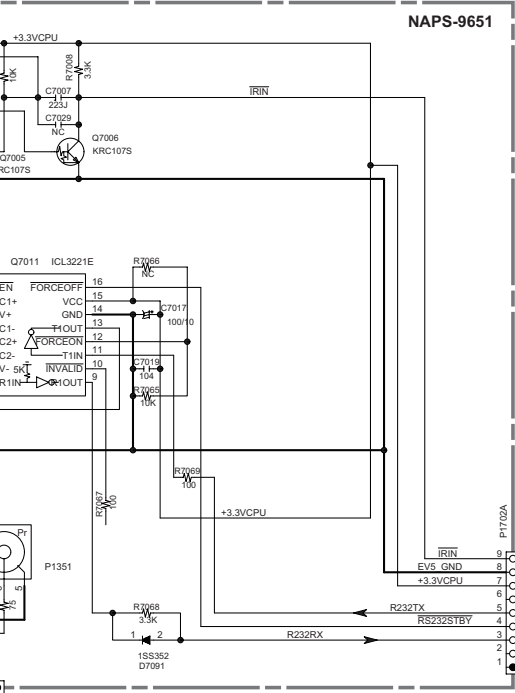 NAPS-9651
+3.3VCPU
10K
R7008
3.3K
C7007
223J
IRIN
C7029
NC
Q7006
KRC107S
Q7005
RC107S
Q7011 ICL3221E
R7066
NC
EN FORCEOFF 16
C1+ VCC 15
V+ GND 14
C1- T1OUT 13
C2+ FORCEON 12
C2- T1IN 11
V- 5K INVALID 10
R1IN R1OUT 9
C7017
100/10
C7019
104
R7065
10K
R7069
100
R7067
100
+3.3VCPU
P1702A
Pr
P1351
5
75
IRIN 9
EV5 GND 8
+3.3VCPU 7
6
R232TX 5
RS232STBY 4
R232RX 3
2
1
R7068
3.3K
1 2
1SS352
D7091